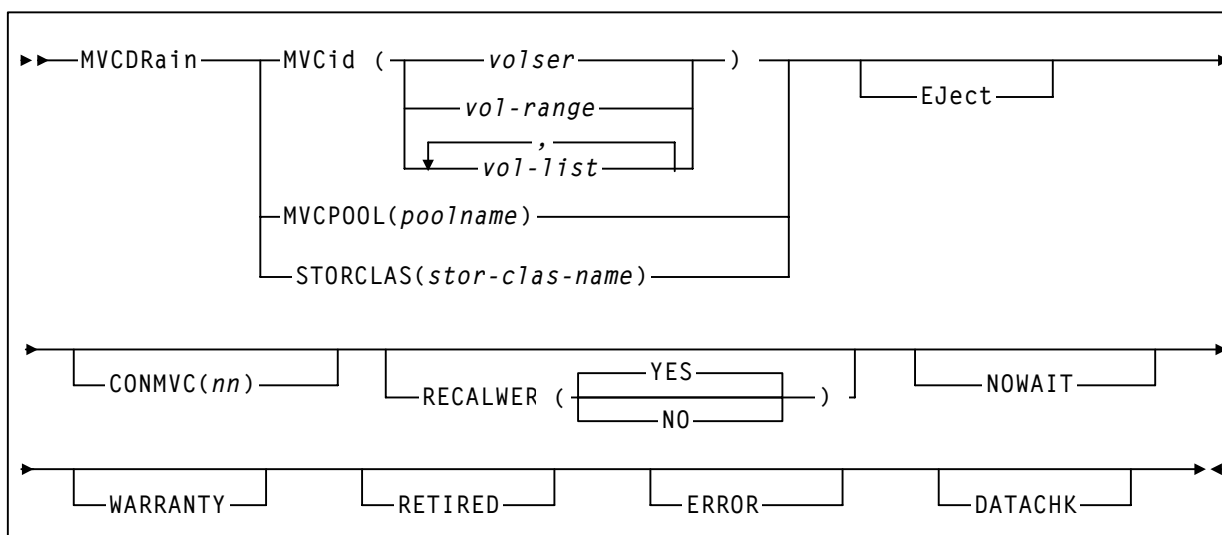 MVCDRain MVCid ( volser )
EJect
vol-range
,
vol-list
MVCPOOL(poolname)
STORCLAS(stor-clas-name)
CONMVC(nn)
RECALWER ( YES )
NO
NOWAIT
WARRANTY
RETIRED
ERROR
DATACHK